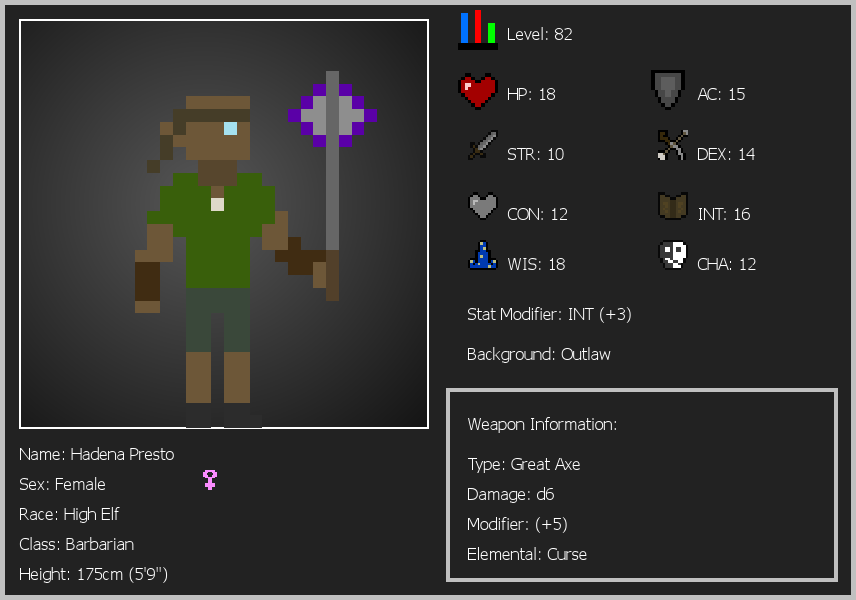 Level: 82
HP: 18
AC: 15
STR: 10
DEX: 14
CON: 12
INT: 16
WIS: 18
CHA: 12
Stat Modifier: INT (+3)
Background: Outlaw
Weapon Information:
Type: Great Axe
Damage: d6
Modifier: (+5)
Elemental: Curse
Name: Hadena Presto
Sex: Female
Race: High Elf
Class: Barbarian
Height: 175cm (5'9")